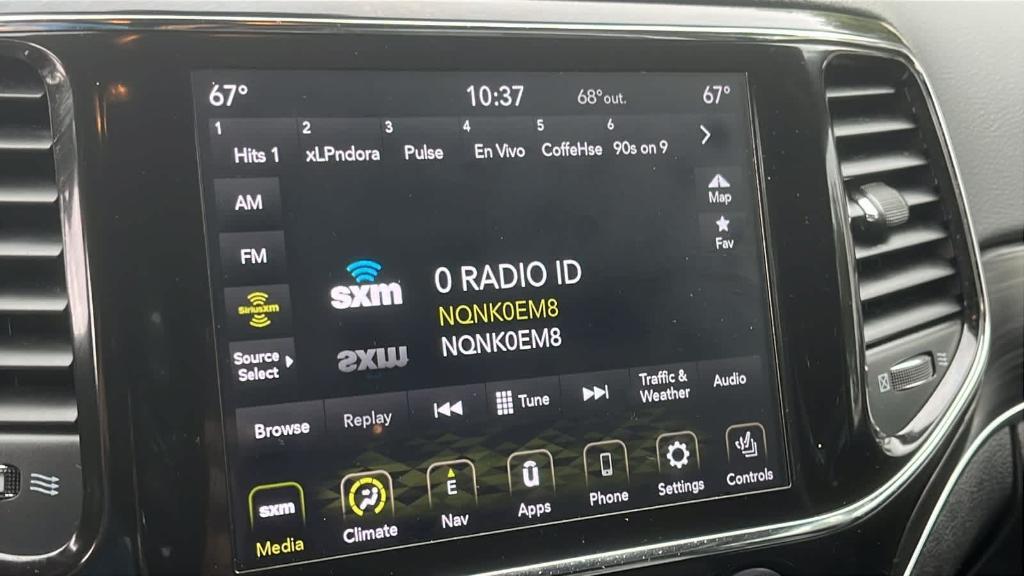 67° 10:37 68°out. 67°
1 2 3 4 5 6
Hits 1 xLPndora Pulse En Vivo CoffeHse 90s on 9
AM
Map
FM
Fav
sxm
0 RADIO ID
SiriusXM
NQNK0EM8
NQNK0EM8
Source
Select
sxm
Browse Replay Tune Traffic & Audio
Weather
sxm E û
Media Climate Nav Apps Phone Settings Controls